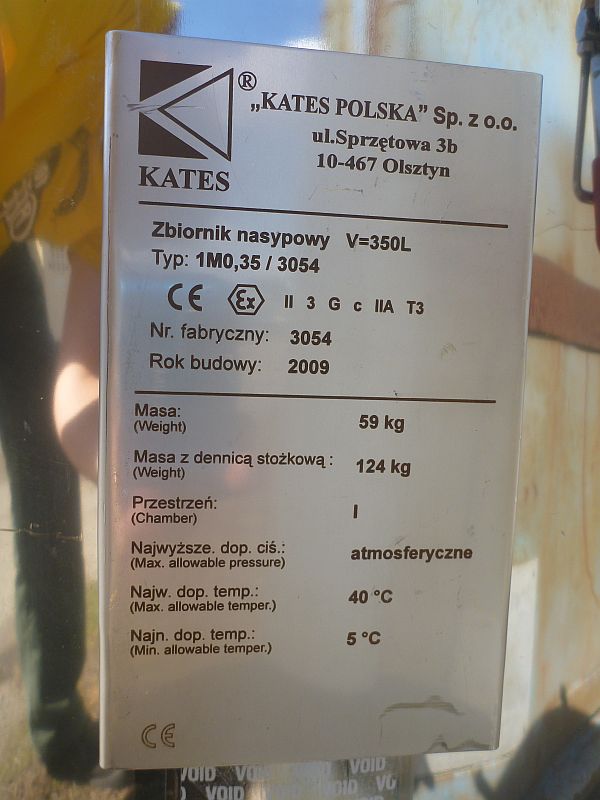 ®
„KATES POLSKA” Sp. z o.o.
ul.Sprzętowa 3b
10-467 Olsztyn
KATES
Zbiornik nasypowy V=350L
Typ: 1M0,35 / 3054
CE Ex II 3 G c IIA T3
Nr. fabryczny: 3054
Rok budowy: 2009
Masa: 59 kg
(Weight)
Masa z dennicą stożkową : 124 kg
(Weight)
Przestrzeń: I
(Chamber)
Najwyższe. dop. ciś.: atmosferyczne
(Max. allowable pressure)
Najw. dop. temp.: 40 °C
(Max. allowable temper.)
Najn. dop. temp.: 5 °C
(Min. allowable temper.)
CE
VOID VOID VOID VOID
VOID VOID VO